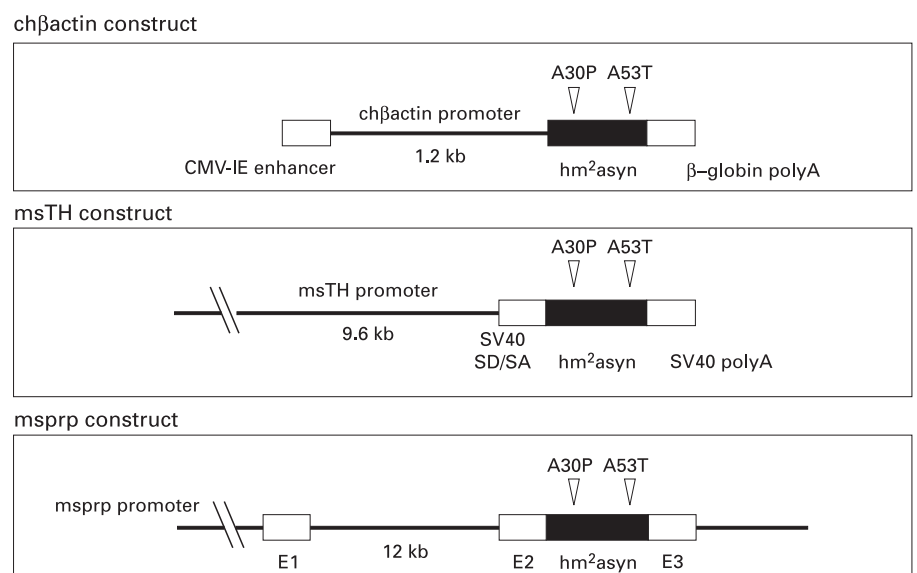 chβactin construct
A30P A53T
chβactin promoter
1.2 kb
CMV-IE enhancer
hm²asyn
β–globin polyA
msTH construct
A30P A53T
msTH promoter
9.6 kb
SV40
SD/SA
hm²asyn
SV40 polyA
msprp construct
A30P A53T
msprp promoter
12 kb
E1
E2
hm²asyn
E3